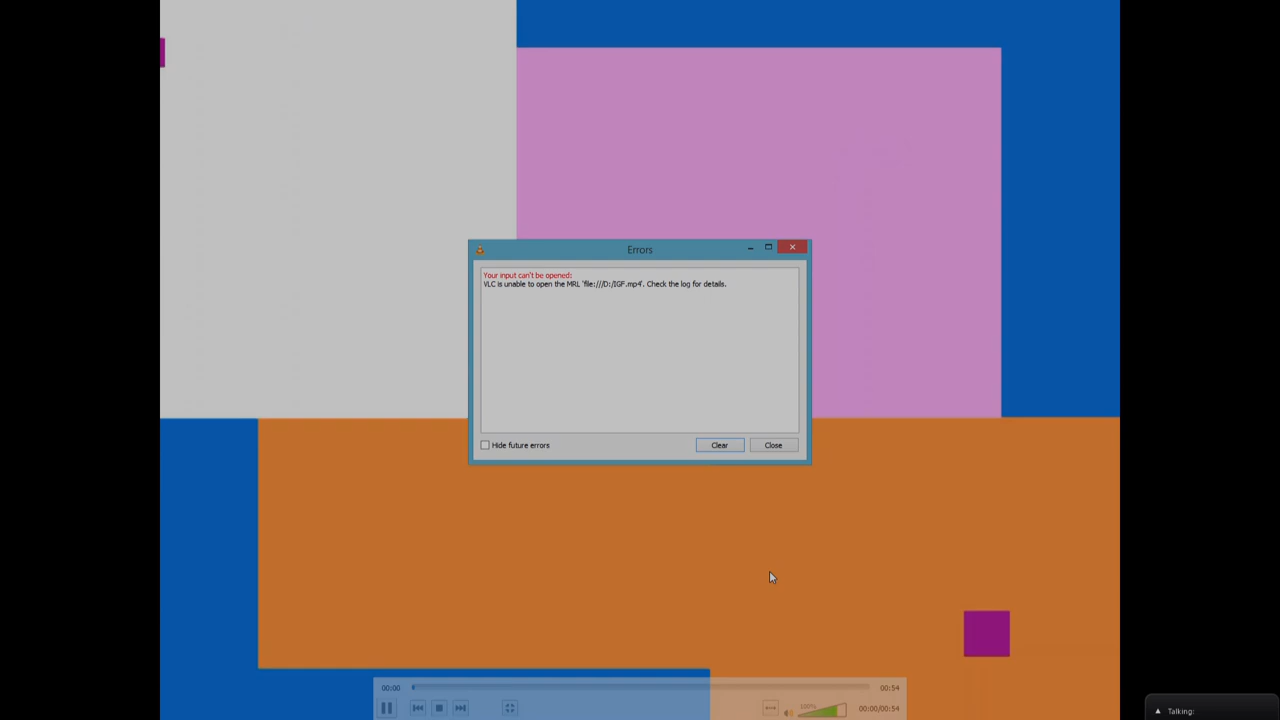 Errors
Your input can't be opened:
VLC is unable to open the MRL 'file:///D:/IGF.mp4'. Check the log for details.
Hide future errors
Clear
Close
00:00
00:54
100%
00:00/00:54
Talking: